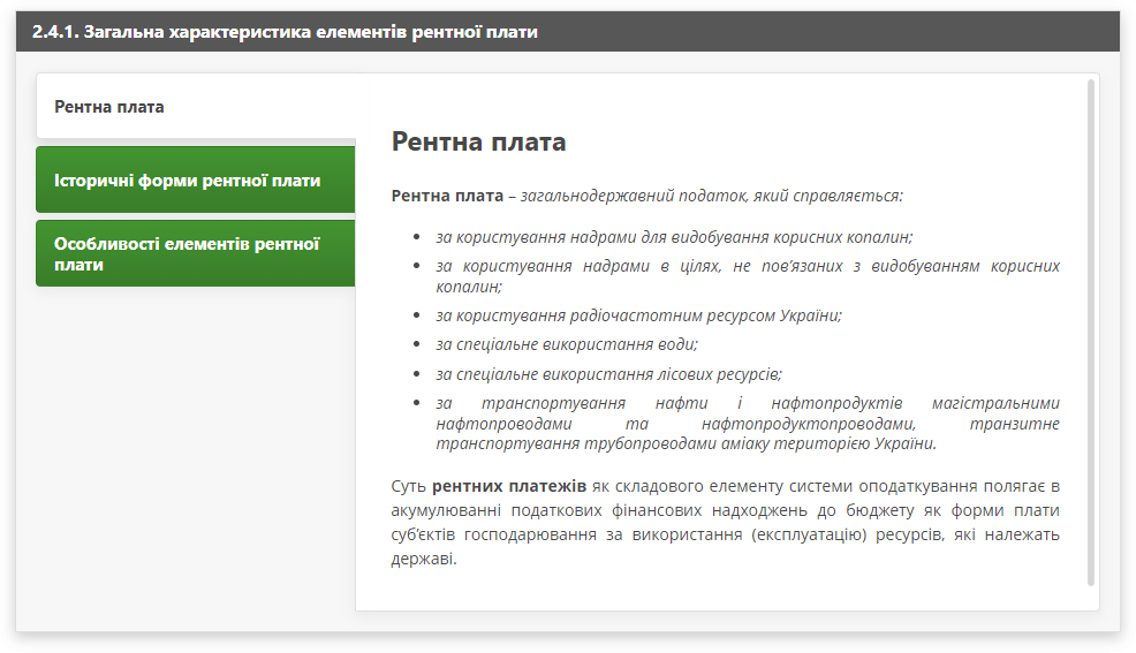 2.4.1. Загальна характеристика елементів рентної плати
Рентна плата
Історичні форми рентної плати
Особливості елементів рентної
плати
Рентна плата
Рентна плата – загальнодержавний податок, який справляється:
• за користування надрами для видобування корисних копалин;
• за користування надрами в цілях, не пов’язаних з видобуванням корисних
копалин;
• за користування радіочастотним ресурсом України;
• за спеціальне використання води;
• за спеціальне використання лісових ресурсів;
• за транспортування нафти і нафтопродуктів магістральними
нафтопроводами та нафтопродуктопроводами, транзитне
транспортування трубопроводами аміаку територією України.
Суть рентних платежів як складового елементу системи оподаткування полягає в
акумулюванні податкових фінансових надходжень до бюджету як форми плати
суб’єктів господарювання за використання (експлуатацію) ресурсів, які належать
державі.